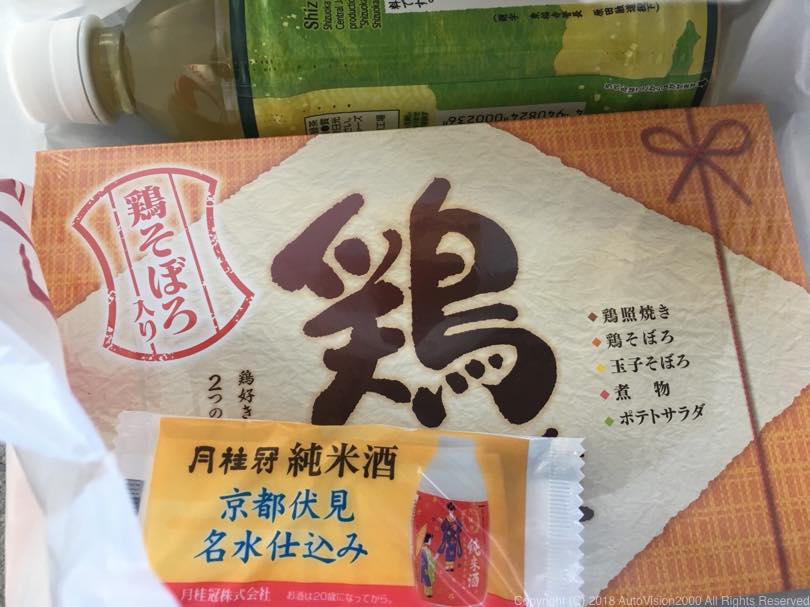 Shiz
Shizuoka
Central J
produc
鶏そぼろ
入り
鶏
鶏好き
2つの
鶏照焼き
鶏そぼろ
玉子そぼろ
煮物
ポテトサラダ
月桂冠 純米酒
京都伏見
名水仕込み
純米酒
月桂冠株式会社 お酒は20歳になってから。
Copyright (C) 2018 AutoVision2000 All Rights Reserved